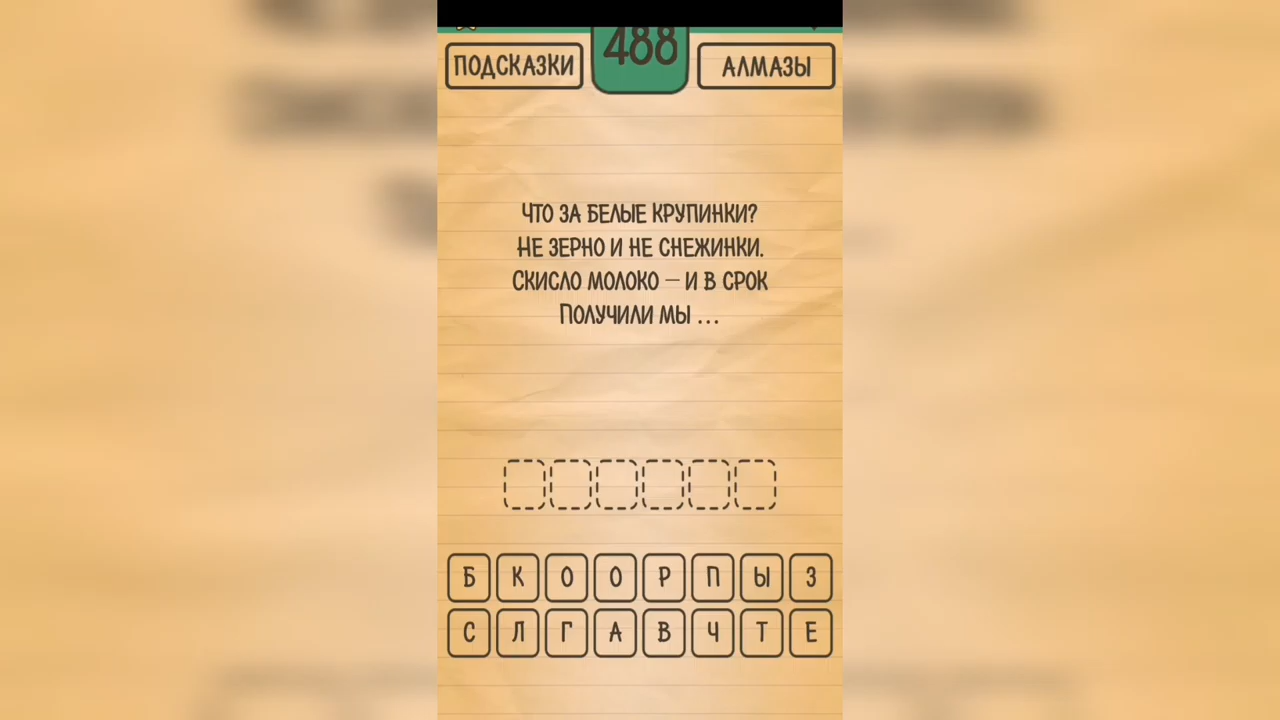 488
ПОДСКАЗКИ
АЛМАЗЫ
ЧТО ЗА БЕЛЫЕ КРУПИНКИ?
НЕ ЗЕРНО И НЕ СНЕЖИНКИ.
СКИСЛО МОЛОКО – И В СРОК
ПОЛУЧИЛИ МЫ ...
Б К О О Р П Ы З
С Л Г А В Ч Т Е